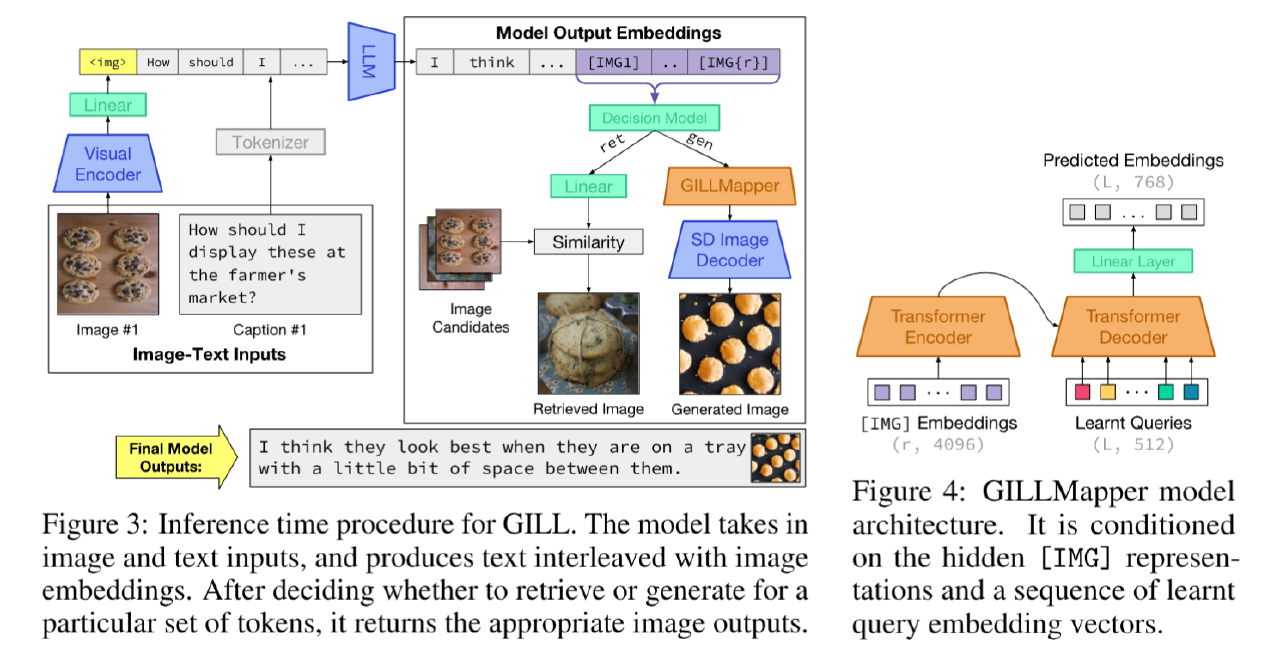 Model Output Embeddings
<img> How should I ...
LLM
I think ... [IMG1] .. [IMG{r}]
Linear
Tokenizer
Decision Model
Visual
Encoder
ret
gen
Linear
GILLMapper
How should I
display these at
the farmer's
market?
Similarity
SD Image
Decoder
Image
Candidates
Image #1
Caption #1
Image-Text Inputs
Retrieved Image
Generated Image
Final Model
Outputs:
I think they look best when they are on a tray
with a little bit of space between them.
Figure 3: Inference time procedure for GILL. The model takes in
image and text inputs, and produces text interleaved with image
embeddings. After deciding whether to retrieve or generate for a
particular set of tokens, it returns the appropriate image outputs.
Predicted Embeddings
(L, 768)
...
Linear Layer
Transformer
Encoder
Transformer
Decoder
...
...
[IMG] Embeddings
(r, 4096)
Learnt Queries
(L, 512)
Figure 4: GILLMapper model
architecture. It is conditioned
on the hidden [IMG] represen-
tations and a sequence of learnt
query embedding vectors.